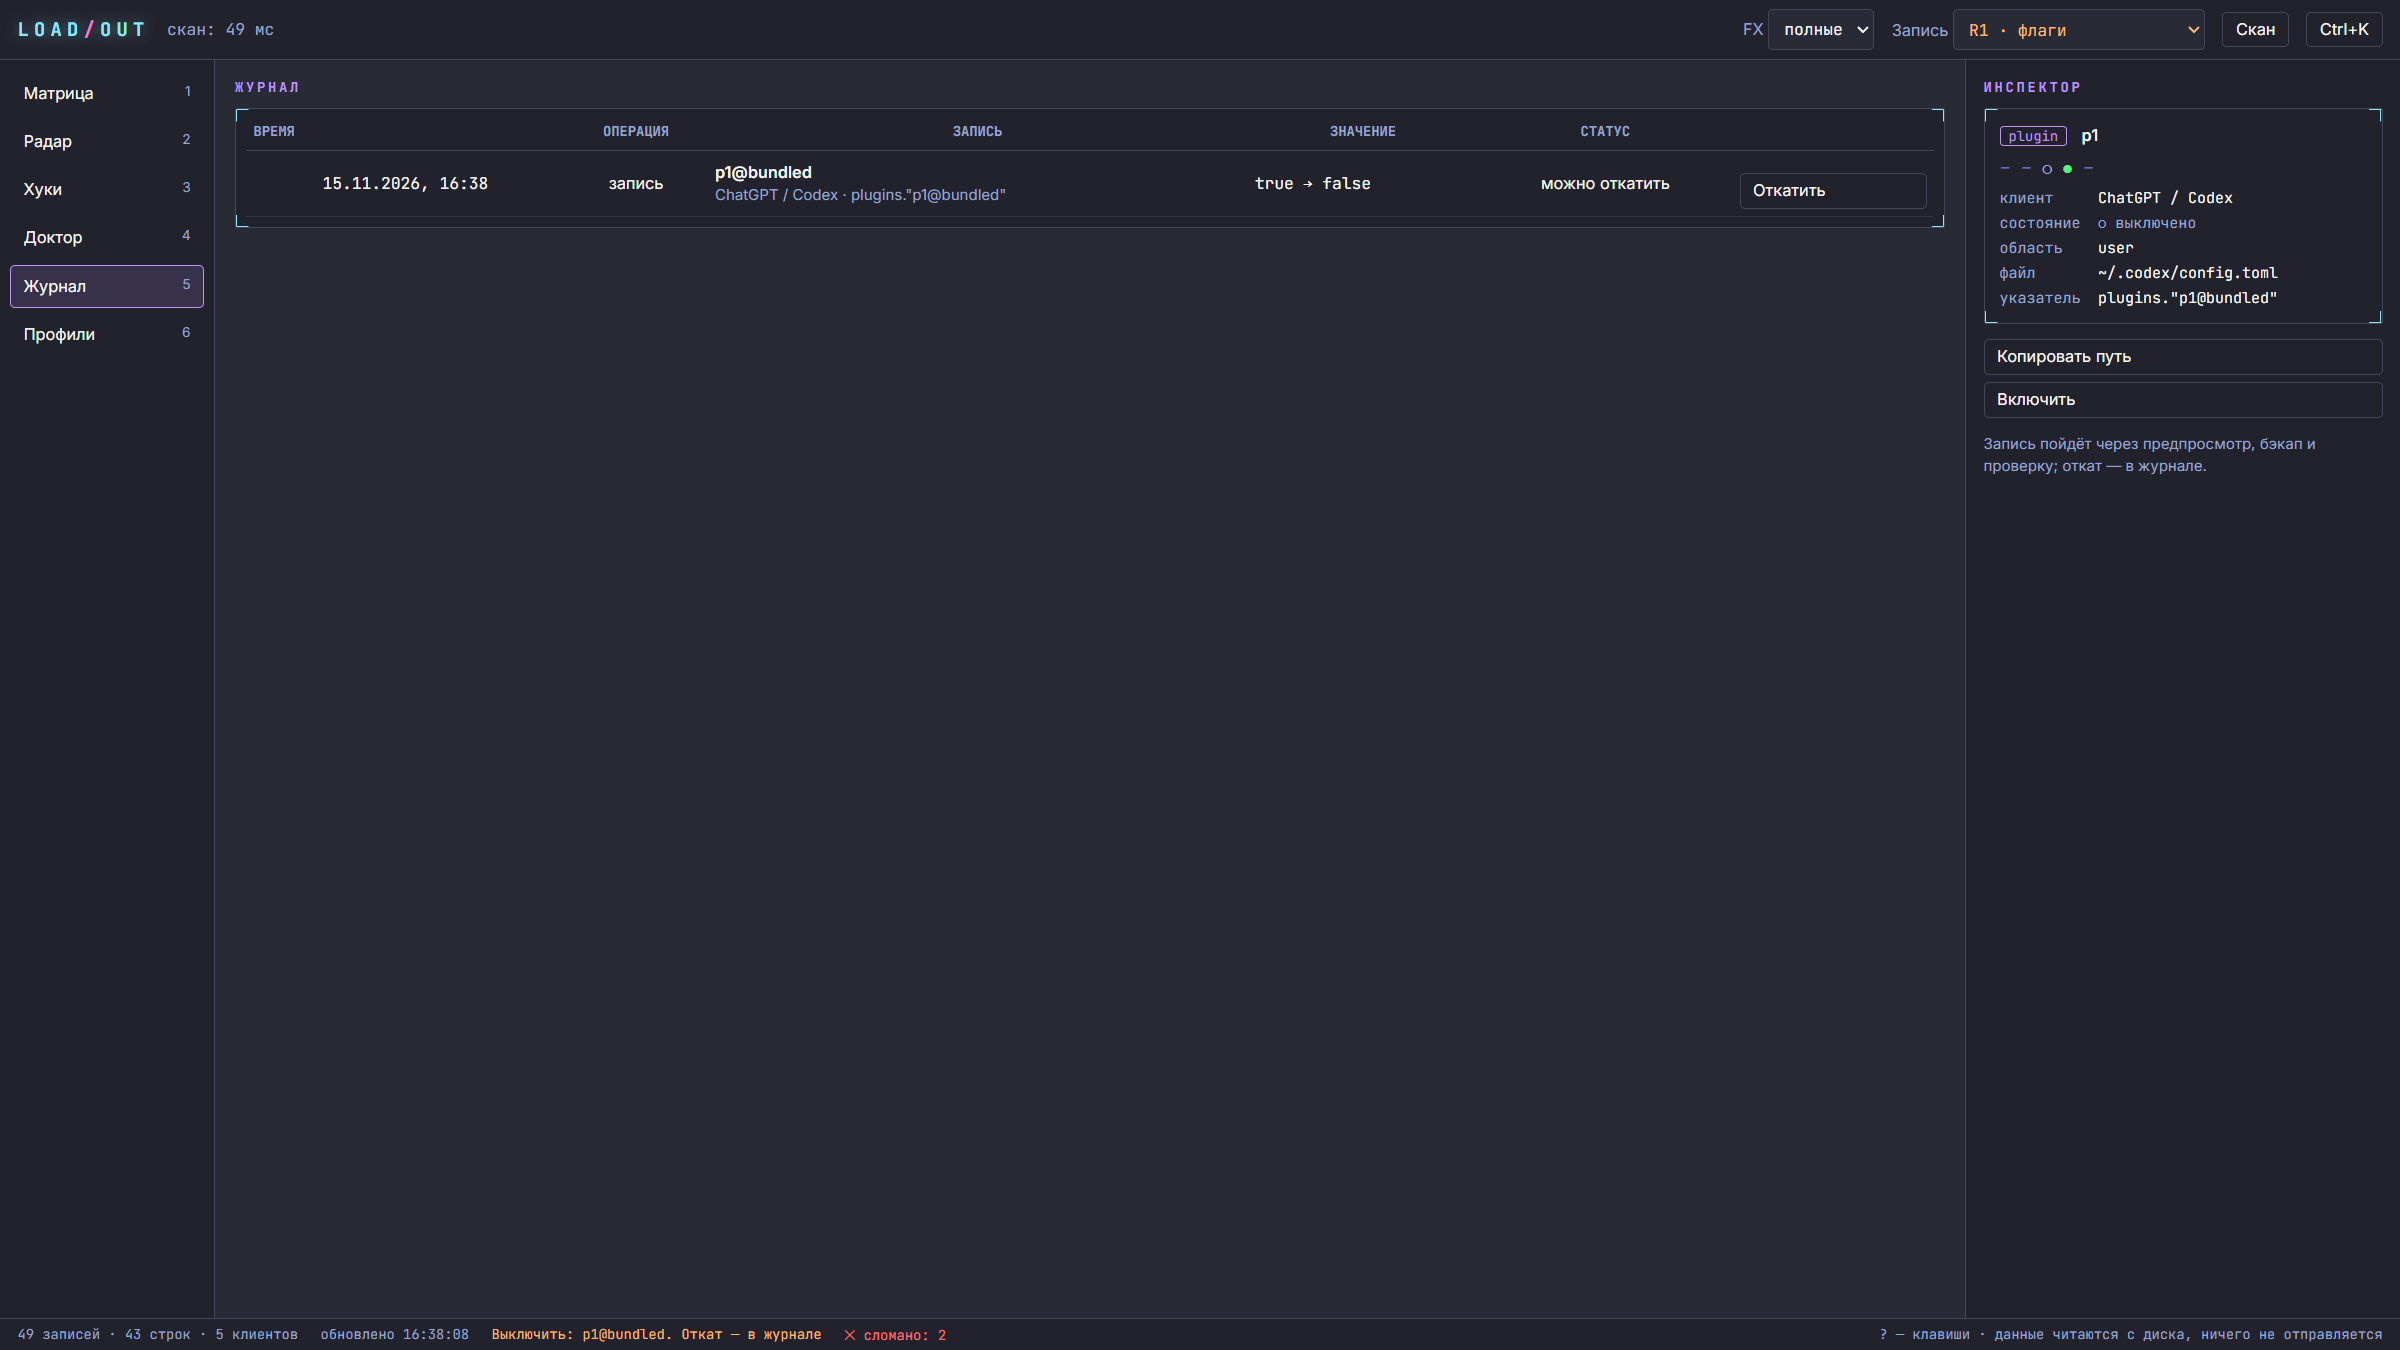 LOAD/OUT скан: 49 мс FX полные Запись R1 · флаги Скан Ctrl+K
Матрица 1
Радар 2
Хуки 3
Доктор 4
Журнал 5
Профили 6
ЖУРНАЛ
ВРЕМЯ ОПЕРАЦИЯ ЗАПИСЬ ЗНАЧЕНИЕ СТАТУС
15.11.2026, 16:38 запись p1@bundled true → false можно откатить Откатить
ChatGPT / Codex · plugins."p1@bundled"
ИНСПЕКТОР
plugin p1
— — ○ ● —
клиент ChatGPT / Codex
состояние ○ выключено
область user
файл ~/.codex/config.toml
указатель plugins."p1@bundled"
Копировать путь
Включить
Запись пойдёт через предпросмотр, бэкап и
проверку; откат — в журнале.
49 записей · 43 строк · 5 клиентов обновлено 16:38:08 Выключить: p1@bundled. Откат — в журнале ✕ сломано: 2 ? — клавиши · данные читаются с диска, ничего не отправляется